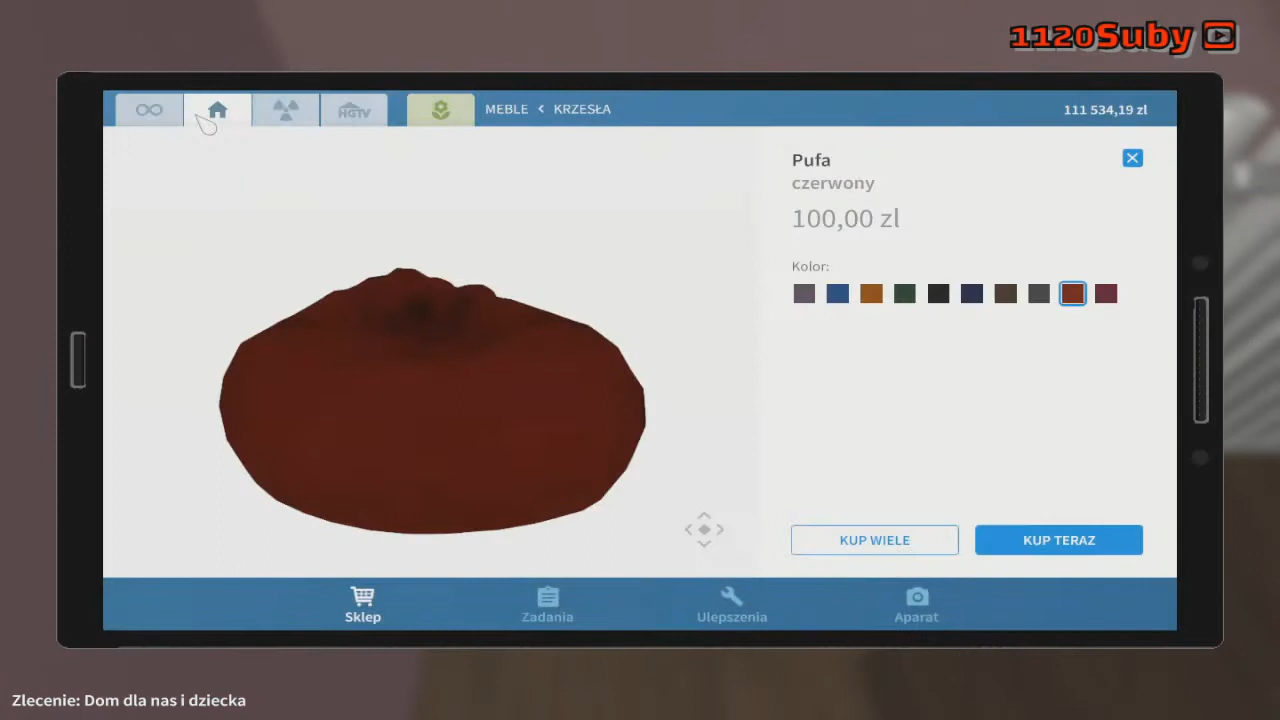 1120Suby
HGTV
MEBLE < KRZESŁA
111 534,19 zl
Pufa
czerwony
100,00 zl
Kolor:
KUP WIELE
KUP TERAZ
Sklep
Zadania
Ulepszenia
Aparat
Zlecenie: Dom dla nas i dziecka